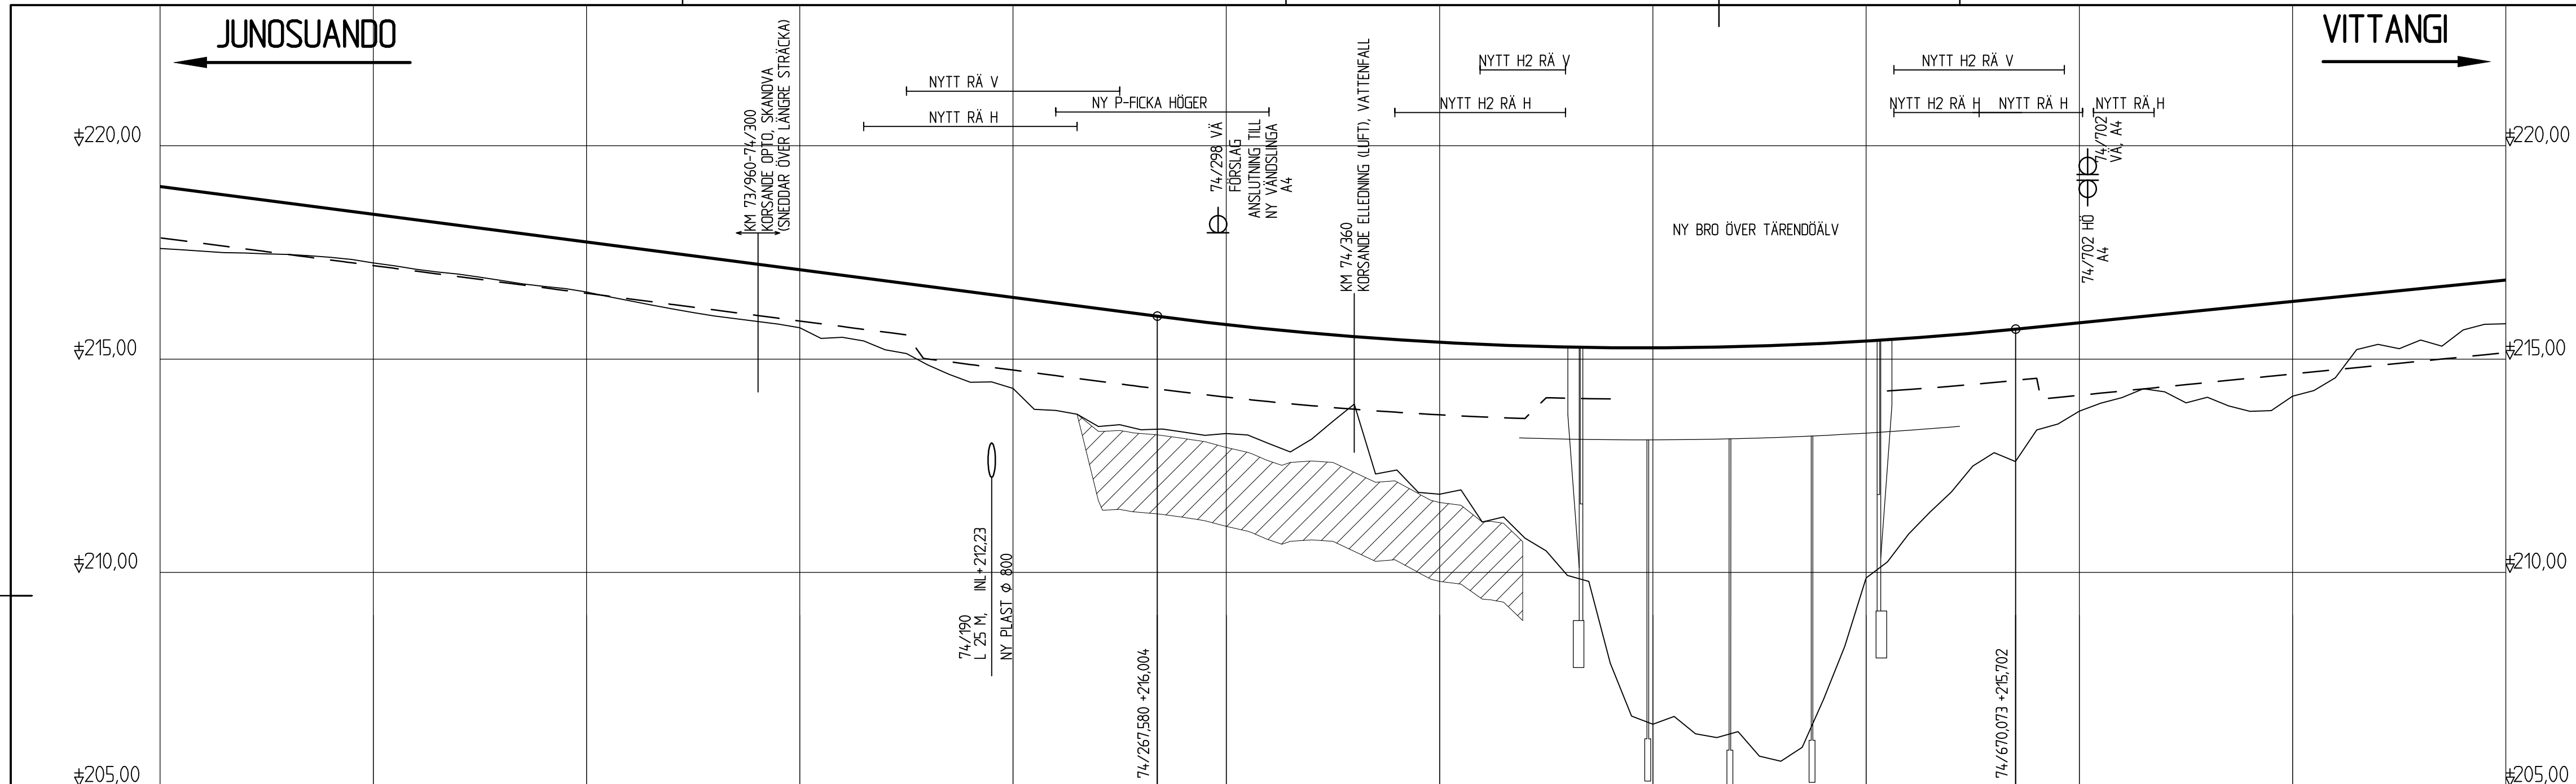 JUNOSUANDO
VITTANGI
NYTT RÄ V
NYTT RÄ H
NY P-FICKA HÖGER
NYTT H2 RÄ V
NYTT H2 RÄ H
NYTT H2 RÄ V
NYTT H2 RÄ H
NYTT RÄ H
NYTT RÄ H
KM 73/960-74/300
KORSANDE OPTO, SKANOVA
(SNEDDAR ÖVER LÄNGRE STRÄCKA)
74/298 VÄ
FÖRSLAG
ANSLUTNING TILL
NY VÄNDSLINGA
A4
KM 74/360
KORSANDE ELLEDNING (LUFT), VATTENFALL
74/702
VÄ, A4
74/702 HÖ
A4
NY BRO ÖVER TÄRENDÖÄLV
±220,00
±220,00
±215,00
±215,00
±210,00
±210,00
74/190
L 25 M, INL+212,23
NY PLAST Ø 800
74/267,580 +216,004
74/670,073 +215,702
±205,00
±205,00